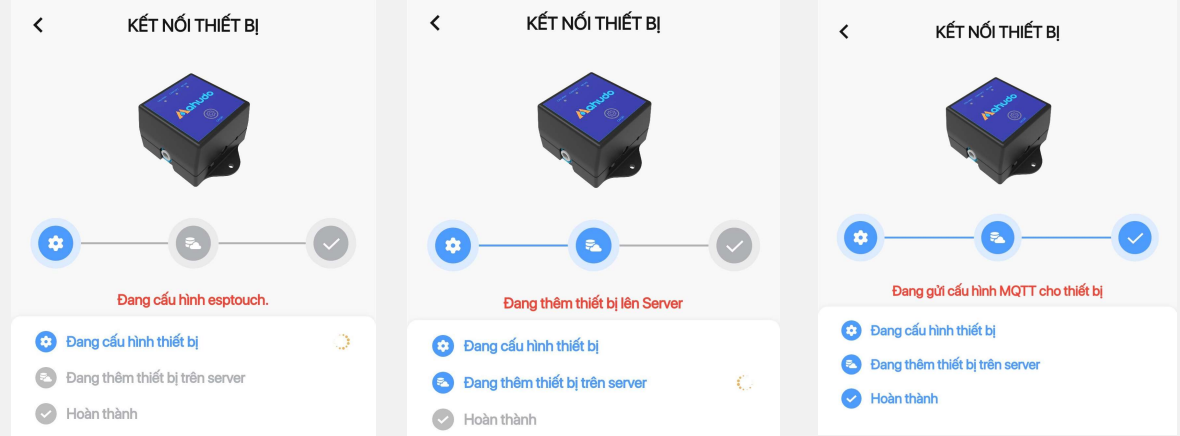 KẾT NỐI THIẾT BỊ
Mahudo
Đang cấu hình esptouch.
Đang cấu hình thiết bị
Đang thêm thiết bị trên server
Hoàn thành
KẾT NỐI THIẾT BỊ
Mahudo
Đang thêm thiết bị lên Server
Đang cấu hình thiết bị
Đang thêm thiết bị trên server
Hoàn thành
KẾT NỐI THIẾT BỊ
Mahudo
Đang gửi cấu hình MQTT cho thiết bị
Đang cấu hình thiết bị
Đang thêm thiết bị trên server
Hoàn thành